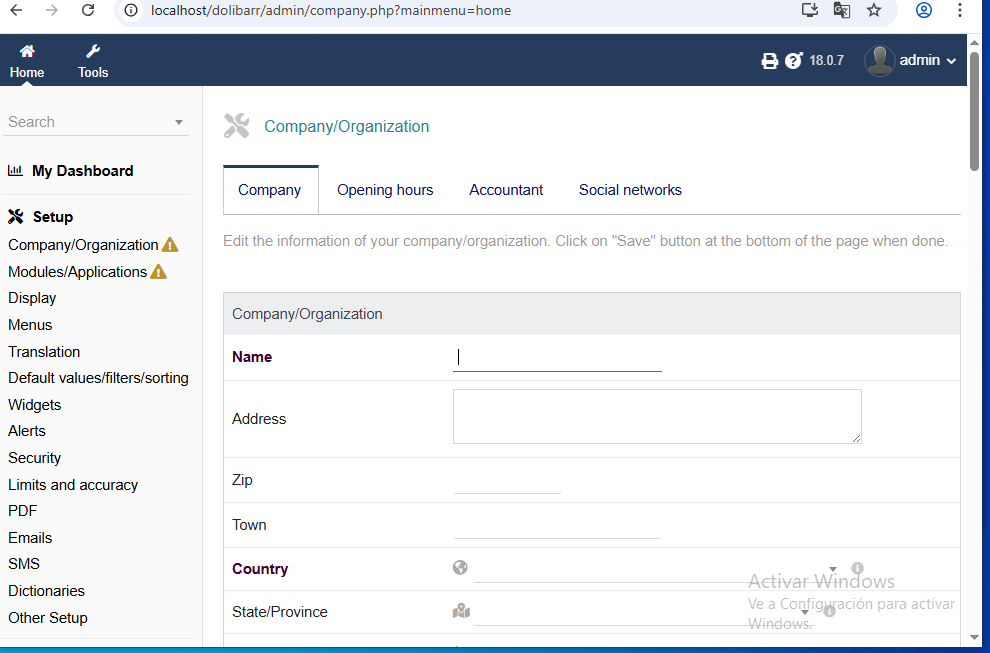 localhost/dolibarr/admin/company.php?mainmenu=home
Home
Tools
18.0.7
admin
Search
My Dashboard
Setup
Company/Organization
Modules/Applications
Display
Menus
Translation
Default values/filters/sorting
Widgets
Alerts
Security
Limits and accuracy
PDF
Emails
SMS
Dictionaries
Other Setup
Company/Organization
Company
Opening hours
Accountant
Social networks
Edit the information of your company/organization. Click on "Save" button at the bottom of the page when done.
Company/Organization
Name
Address
Zip
Town
Country
State/Province
Activar Windows
Ve a Configuración para activar
Windows.